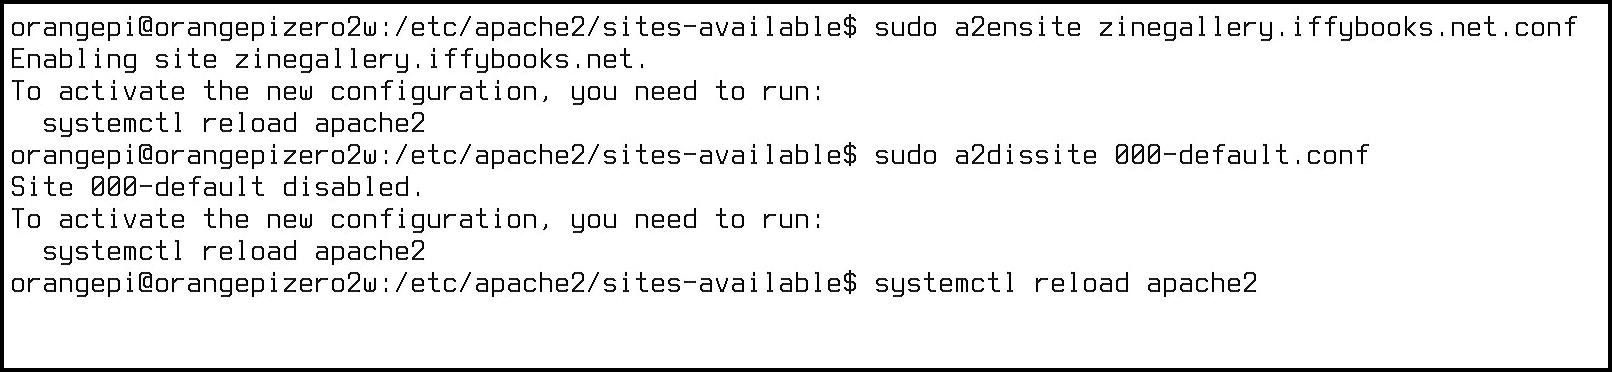 orangepi@orangepizero2w:/etc/apache2/sites-available$ sudo a2ensite zinegallery.iffybooks.net.conf
Enabling site zinegallery.iffybooks.net.
To activate the new configuration, you need to run:
  systemctl reload apache2
orangepi@orangepizero2w:/etc/apache2/sites-available$ sudo a2dissite 000-default.conf
Site 000-default disabled.
To activate the new configuration, you need to run:
  systemctl reload apache2
orangepi@orangepizero2w:/etc/apache2/sites-available$ systemctl reload apache2